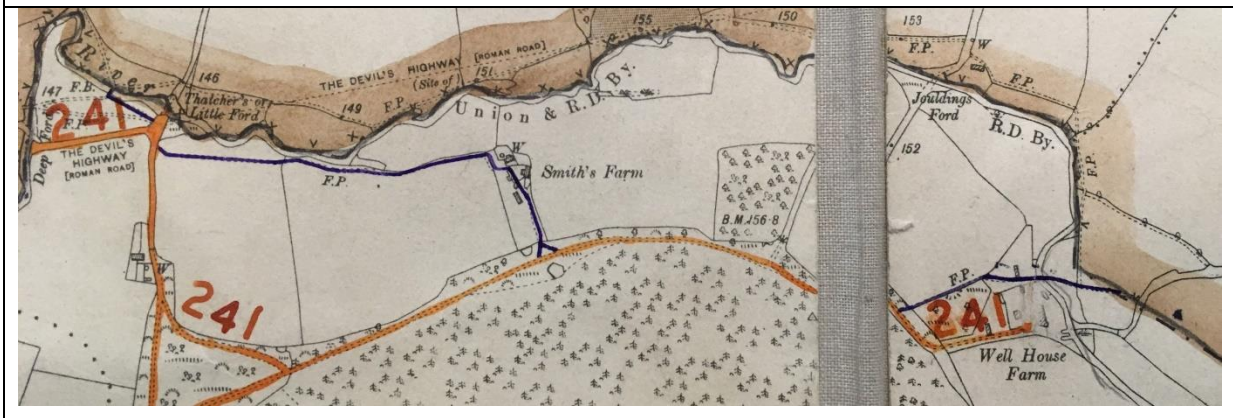 River
146
147
F.B.
241
F.P.
Deep Ford
THE DEVIL'S
HIGHWAY
[ROMAN ROAD]
Thatcher's or
Little Ford
149
THE DEVIL'S HIGHWAY [ROMAN ROAD]
(Site of)
151
F.P.
155
150
Union & R.D. By.
F.P.
W
Smith's Farm
B.M.156·8
W
241
153
F.P.
W
F.P.
Jouldings
Ford
R.D. By.
152
F.P.
F.P.
241
Well House
Farm